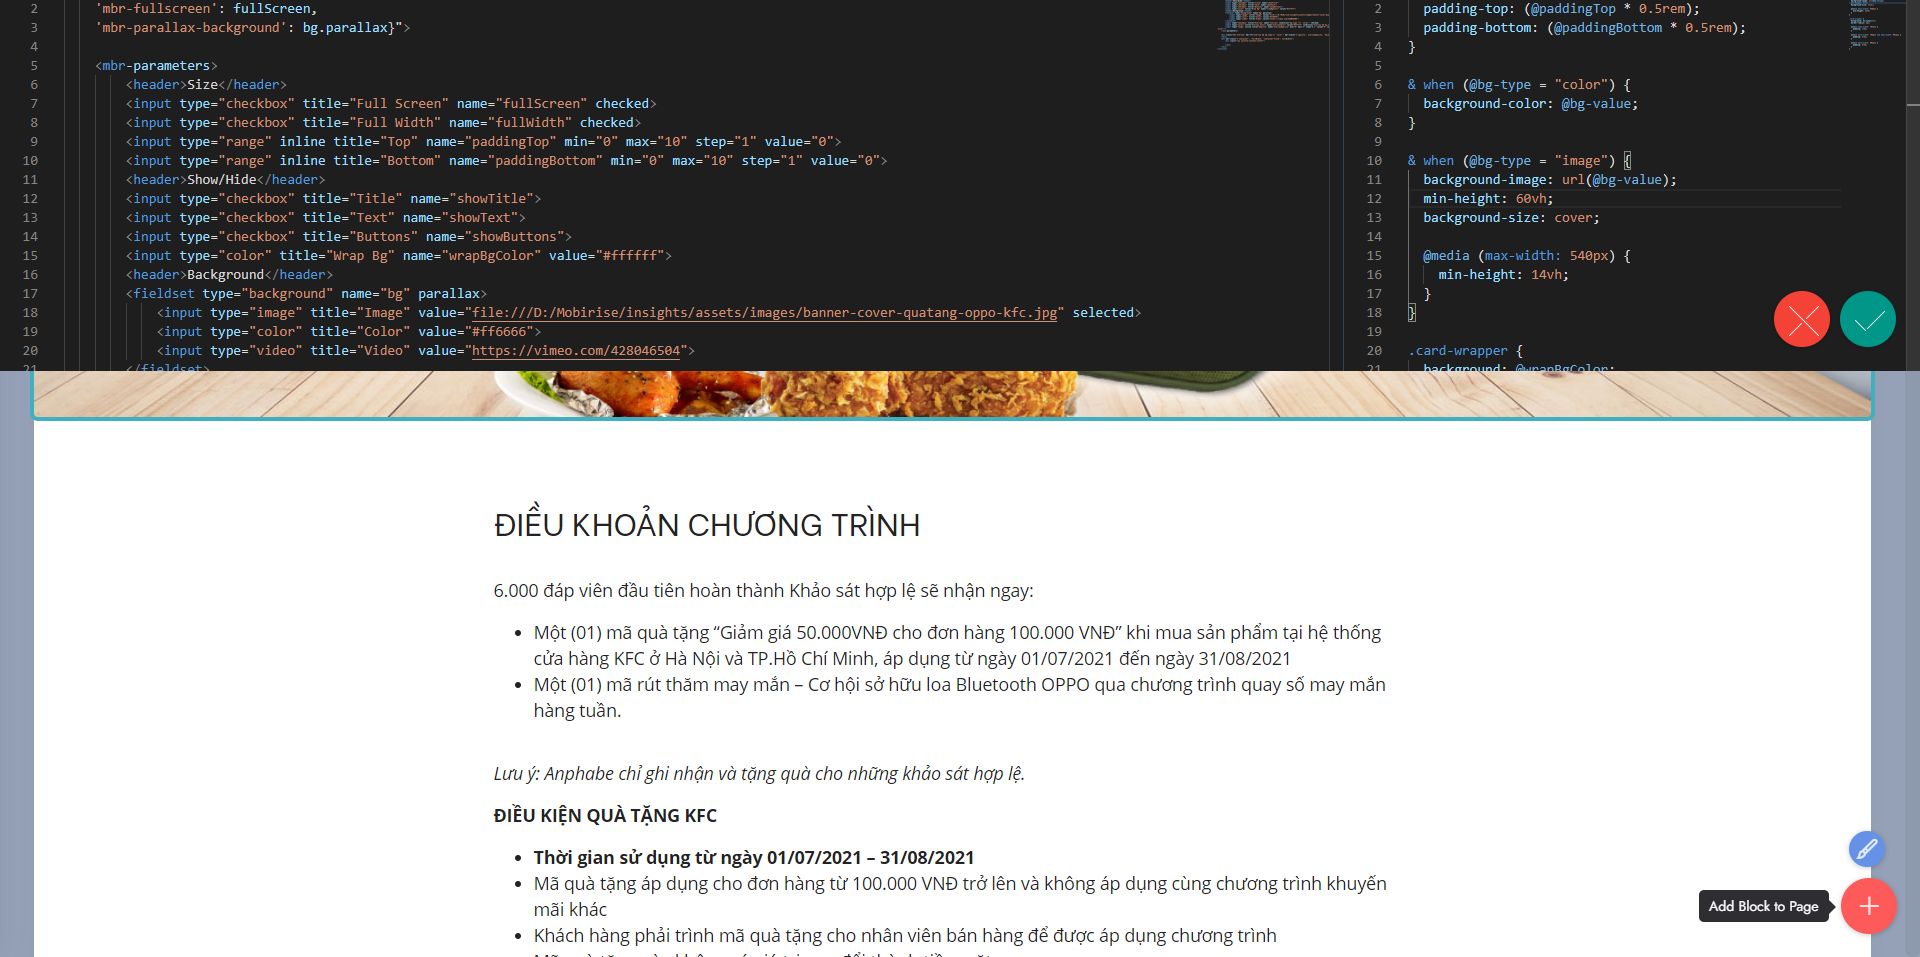 2 'mbr-fullscreen': fullScreen,
3 'mbr-parallax-background': bg.parallax}">
4
5 <mbr-parameters>
6 <header>Size</header>
7 <input type="checkbox" title="Full Screen" name="fullScreen" checked>
8 <input type="checkbox" title="Full Width" name="fullWidth" checked>
9 <input type="range" inline title="Top" name="paddingTop" min="0" max="10" step="1" value="0">
10 <input type="range" inline title="Bottom" name="paddingBottom" min="0" max="10" step="1" value="0">
11 <header>Show/Hide</header>
12 <input type="checkbox" title="Title" name="showTitle">
13 <input type="checkbox" title="Text" name="showText">
14 <input type="checkbox" title="Buttons" name="showButtons">
15 <input type="color" title="Wrap Bg" name="wrapBgColor" value="#ffffff">
16 <header>Background</header>
17 <fieldset type="background" name="bg" parallax>
18 <input type="image" title="Image" value="file:///D:/Mobirise/insights/assets/images/banner-cover-quatang-oppo-kfc.jpg" selected>
19 <input type="color" title="Color" value="#ff6666">
20 <input type="video" title="Video" value="https://vimeo.com/428046504">
21 </fieldset>
2 padding-top: (@paddingTop * 0.5rem);
3 padding-bottom: (@paddingBottom * 0.5rem);
4 }
5
6 & when (@bg-type = "color") {
7 background-color: @bg-value;
8 }
9
10 & when (@bg-type = "image") {
11 background-image: url(@bg-value);
12 min-height: 60vh;
13 background-size: cover;
14
15 @media (max-width: 540px) {
16 min-height: 14vh;
17 }
18 }
19
20 .card-wrapper {
21 background: @wrapBgColor;
ĐIỀU KHOẢN CHƯƠNG TRÌNH
6.000 đáp viên đầu tiên hoàn thành Khảo sát hợp lệ sẽ nhận ngay:
• Một (01) mã quà tặng “Giảm giá 50.000VNĐ cho đơn hàng 100.000 VNĐ” khi mua sản phẩm tại hệ thống
cửa hàng KFC ở Hà Nội và TP.Hồ Chí Minh, áp dụng từ ngày 01/07/2021 đến ngày 31/08/2021
• Một (01) mã rút thăm may mắn – Cơ hội sở hữu loa Bluetooth OPPO qua chương trình quay số may mắn
hàng tuần.
Lưu ý: Anphabe chỉ ghi nhận và tặng quà cho những khảo sát hợp lệ.
ĐIỀU KIỆN QUÀ TẶNG KFC
• Thời gian sử dụng từ ngày 01/07/2021 – 31/08/2021
• Mã quà tặng áp dụng cho đơn hàng từ 100.000 VNĐ trở lên và không áp dụng cùng chương trình khuyến
mãi khác
• Khách hàng phải trình mã quà tặng cho nhân viên bán hàng để được áp dụng chương trình
Add Block to Page